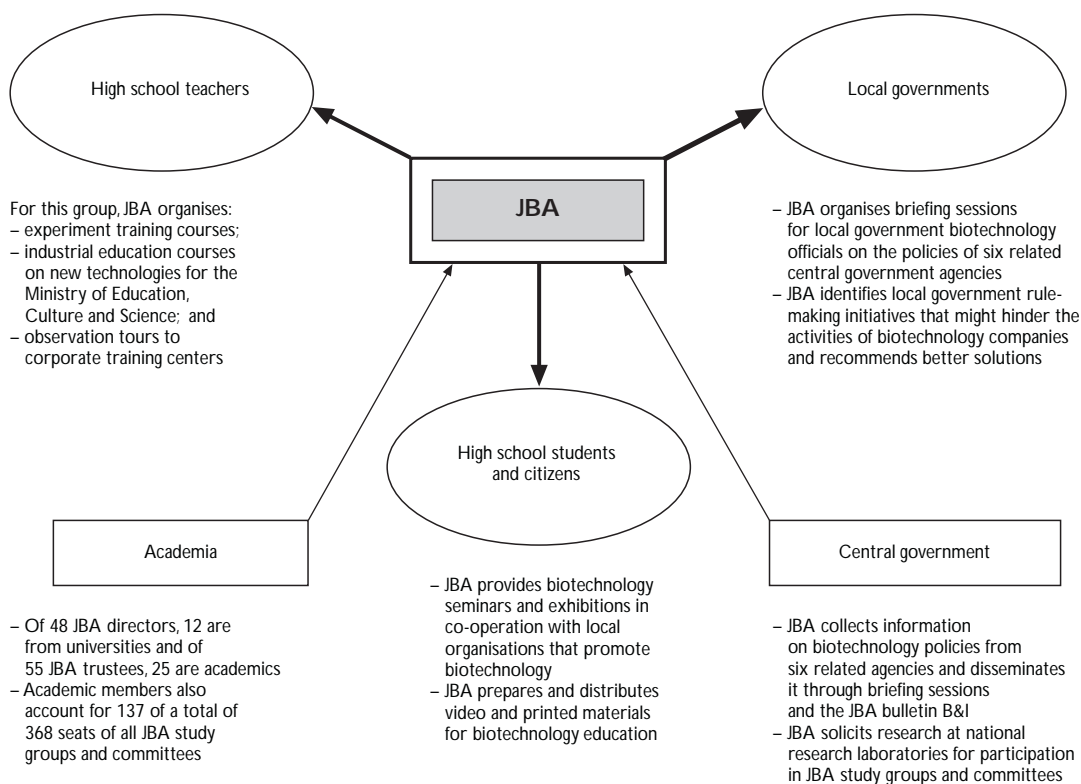 High school teachers
Local governments
JBA
For this group, JBA organises:
– experiment training courses;
– industrial education courses
on new technologies for the
Ministry of Education,
Culture and Science; and
– observation tours to
corporate training centers
– JBA organises briefing sessions
for local government biotechnology
officials on the policies of six related
central government agencies
– JBA identifies local government rule-
making initiatives that might hinder the
activities of biotechnology companies
and recommends better solutions
High school students
and citizens
Academia
Central government
– Of 48 JBA directors, 12 are
from universities and of
55 JBA trustees, 25 are academics
– Academic members also
account for 137 of a total of
368 seats of all JBA study
groups and committees
– JBA provides biotechnology
seminars and exhibitions in
co-operation with local
organisations that promote
biotechnology
– JBA prepares and distributes
video and printed materials
for biotechnology education
– JBA collects information
on biotechnology policies from
six related agencies and disseminates
it through briefing sessions
and the JBA bulletin B&I
– JBA solicits research at national
research laboratories for participation
in JBA study groups and committees